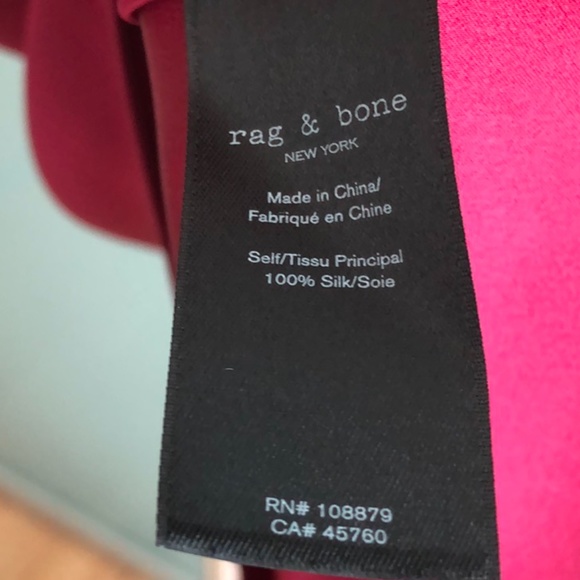 rag & bone
NEW YORK
Made in China/
Fabriqué en Chine
Self/Tissu Principal
100% Silk/Soie
RN# 108879
CA# 45760